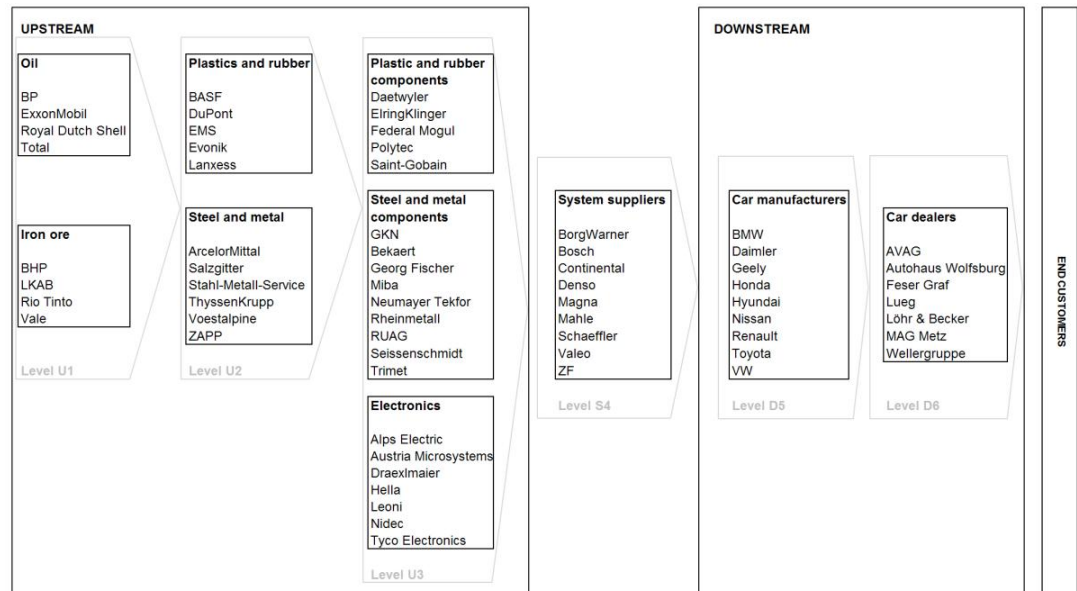 UPSTREAM
Oil
BP
ExxonMobil
Royal Dutch Shell
Total
Iron ore
BHP
LKAB
Rio Tinto
Vale
Level U1
Plastics and rubber
BASF
DuPont
EMS
Evonik
Lanxess
Steel and metal
ArcelorMittal
Salzgitter
Stahl-Metall-Service
ThyssenKrupp
Voestalpine
ZAPP
Level U2
Plastic and rubber
components
Daetwyler
ElringKlinger
Federal Mogul
Polytec
Saint-Gobain
Steel and metal
components
GKN
Bekaert
Georg Fischer
Miba
Neumayer Tekfor
Rheinmetall
RUAG
Seissenschmidt
Trimet
Electronics
Alps Electric
Austria Microsystems
Draexlmaier
Hella
Leoni
Nidec
Tyco Electronics
Level U3
System suppliers
BorgWarner
Bosch
Continental
Denso
Magna
Mahle
Schaeffler
Valeo
ZF
Level S4
DOWNSTREAM
Car manufacturers
BMW
Daimler
Geely
Honda
Hyundai
Nissan
Renault
Toyota
VW
Level D5
Car dealers
AVAG
Autohaus Wolfsburg
Feser Graf
Lueg
Löhr & Becker
MAG Metz
Wellergruppe
Level D6
END CUSTOMERS